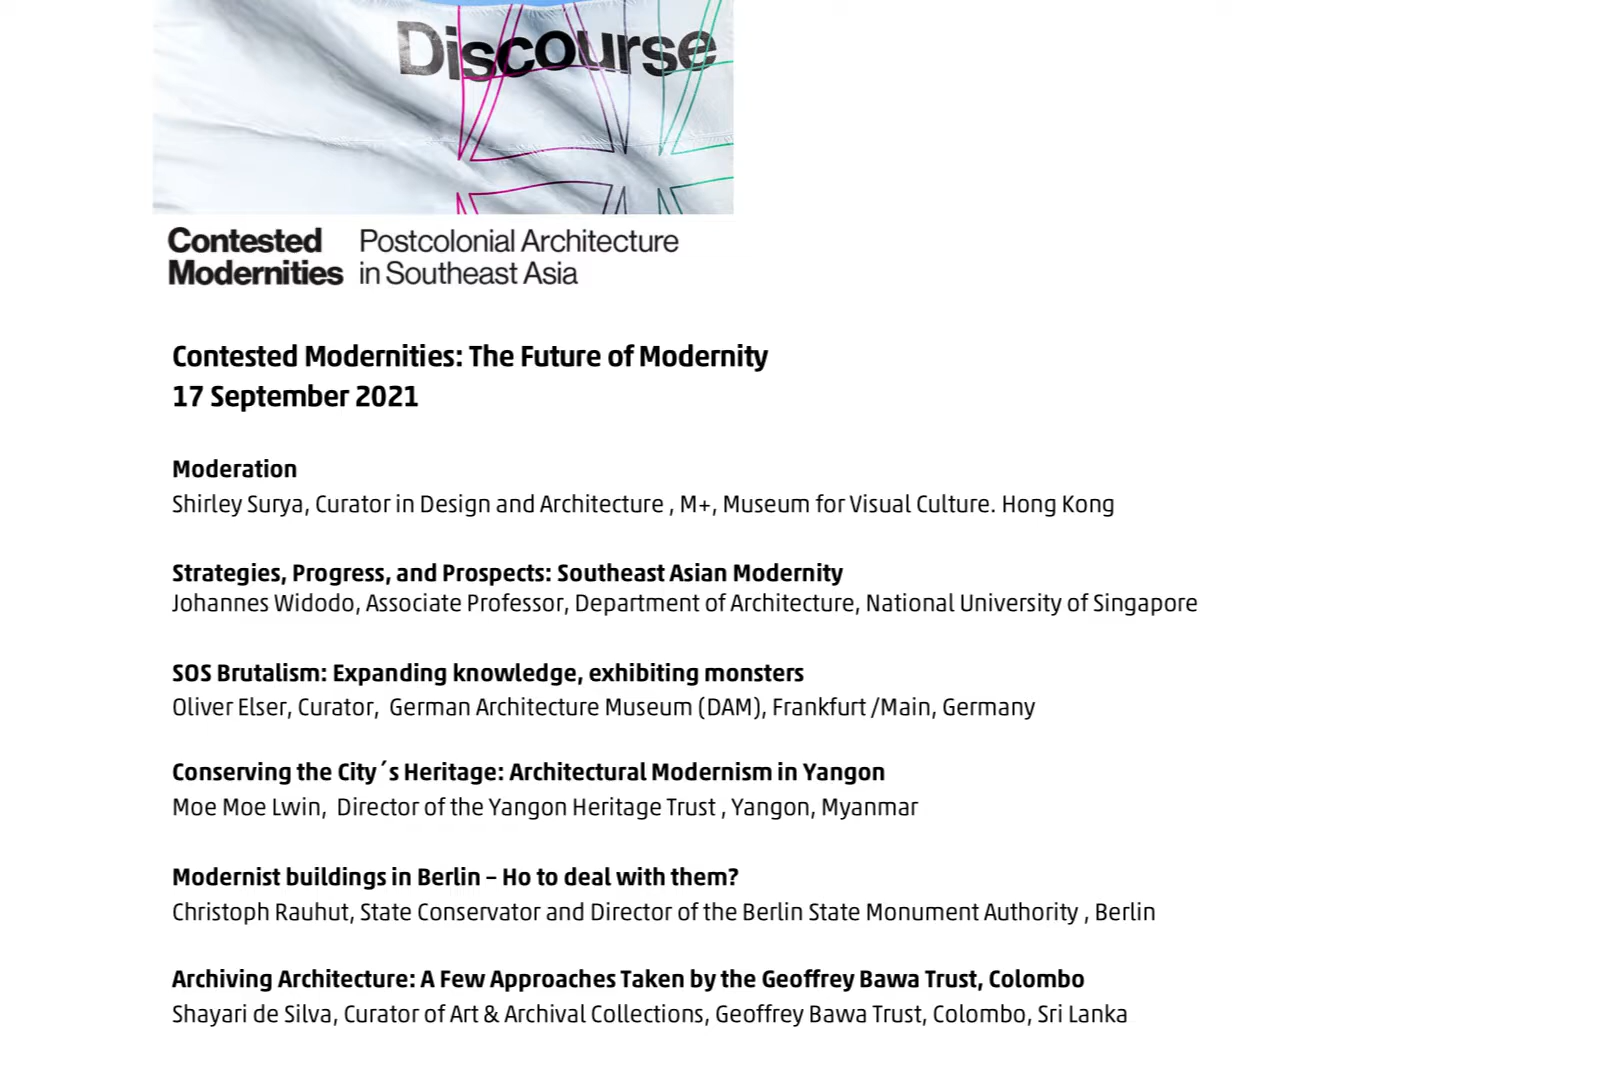 Discourse
Contested Modernities Postcolonial Architecture in Southeast Asia
Contested Modernities: The Future of Modernity
17 September 2021
Moderation
Shirley Surya, Curator in Design and Architecture , M+, Museum for Visual Culture. Hong Kong
Strategies, Progress, and Prospects: Southeast Asian Modernity
Johannes Widodo, Associate Professor, Department of Architecture, National University of Singapore
SOS Brutalism: Expanding knowledge, exhibiting monsters
Oliver Elser, Curator,  German Architecture Museum (DAM), Frankfurt /Main, Germany
Conserving the City´s Heritage: Architectural Modernism in Yangon
Moe Moe Lwin,  Director of the Yangon Heritage Trust , Yangon, Myanmar
Modernist buildings in Berlin – Ho to deal with them?
Christoph Rauhut, State Conservator and Director of the Berlin State Monument Authority , Berlin
Archiving Architecture: A Few Approaches Taken by the Geoffrey Bawa Trust, Colombo
Shayari de Silva, Curator of Art & Archival Collections, Geoffrey Bawa Trust, Colombo, Sri Lanka